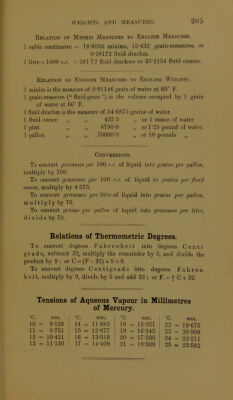 WEIGHTS AND MEASURES. 205
Relation of Metric Measures to English Measures.
1 cubic centimetre = 16·9034 minims, 15·432 grain-measures, or
0·28172 fluid drachm.
1 litre = 1000 c.c. = 281·72 fluid drachms or 35·2154 fluid ounces.
Relation of English Measures to English Weights.
1 minim is the measure of 0·91146 grain of water at 60° F.
1 grain-measure (“fluid-grain”) is the volume occupied by 1 grain
of water at 60° F.
1 fluid drachm is the measure of 54·6875 grains of water.
1 fluid ounce „ „ 437·5 „ or 1 ounce of water.
1 pint „ „ 8750·0 „ or 1·25 pound of water.
1 gallon „ „ 70000·0 „ or 10 pounds „
Conversions.
To convert grammes per 100 c.c. of liquid into grains per gallon,
multiply by 700.
To convert grammes per 100 c.c. of liquid to grains per fluid
ounce, multiply by 4·375.
To convert grammes per litre of liquid into grains per gallon,
multiply by 70.
To convert grains per gallon of liquid into grammes per litre,
divide by 70.
Relations of Thermometric Degrees.
To convert degrees Fahrenheit into degrees Centi-
grade, subtract 32, multiply the remainder by 5, and divide the
product by 9; or C = (F − 32) × 5 ÷ 9.
To convert degrees Centigrade into degrees Fahren-
heit, multiply by 9, divide by 5 and add 32; or F = C + 32.
Tensions of Aqueous Vapour in Millimetres
of Mercury.
°C. mm. °C. mm. °C. mm. °C. mm.
10 = 9·126 14 = 11·882 18 = 15·351 22 = 19·675
11 = 9·751 15 = 12·677 19 = 16·345 23 = 20·909
12 = 10·421 16 = 13·519 20 = 17·396 24 = 22·211
13 = 11·130 17 = 14·409 21 = 18·505 25 = 23·582